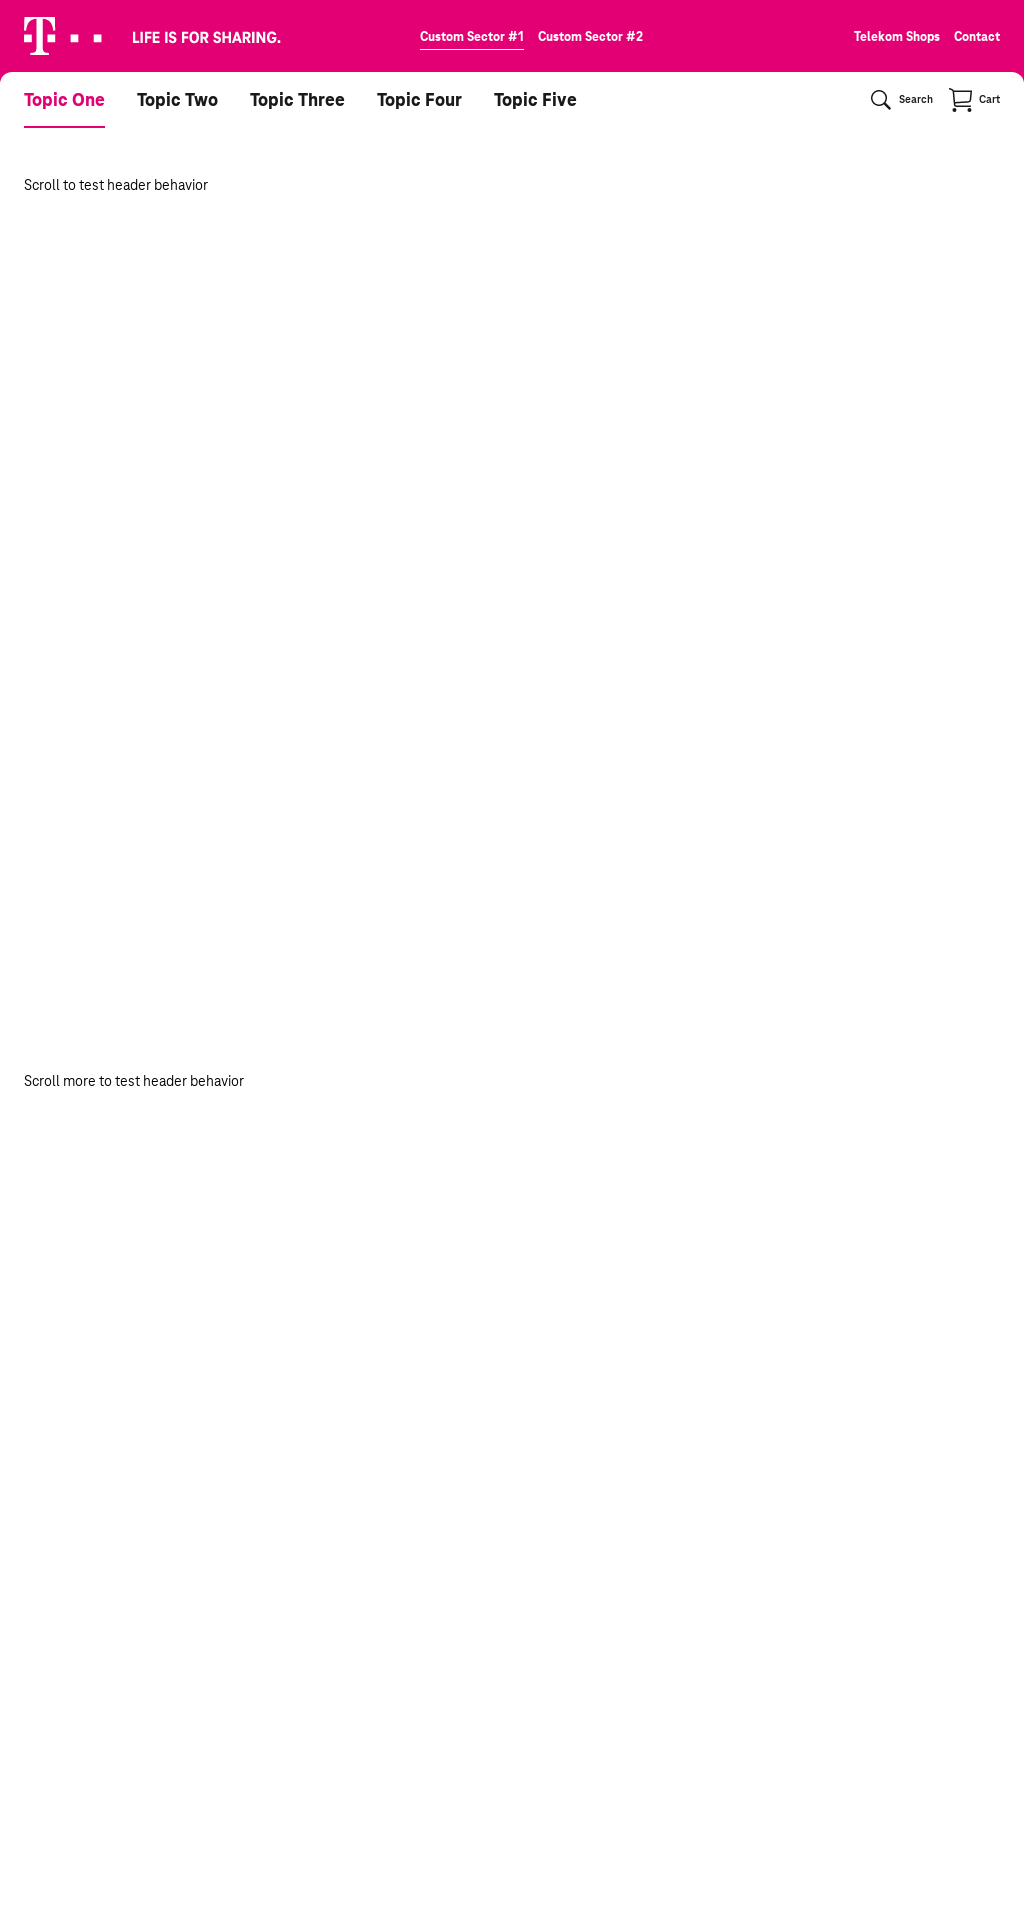 T
LIFE IS FOR SHARING.
Custom Sector #1
Custom Sector #2
Telekom Shops
Contact
Topic One
Topic Two
Topic Three
Topic Four
Topic Five
Search
Cart
Scroll to test header behavior
Scroll more to test header behavior